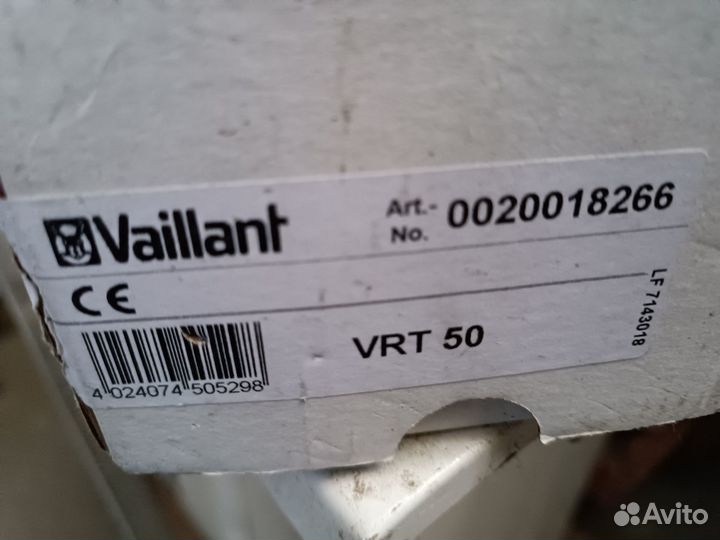 Vaillant
Art.-
No. 0020018266
CE
LF 7143018
VRT 50
4 024074 505298
Avito